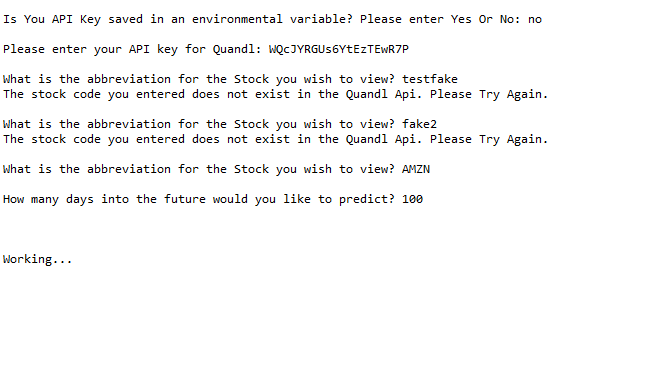 Is You API Key saved in an environmental variable? Please enter Yes Or No: no
Please enter your API key for Quandl: WQcJYRGUs6YtEzTEwR7P
What is the abbreviation for the Stock you wish to view? testfake
The stock code you entered does not exist in the Quandl Api. Please Try Again.
What is the abbreviation for the Stock you wish to view? fake2
The stock code you entered does not exist in the Quandl Api. Please Try Again.
What is the abbreviation for the Stock you wish to view? AMZN
How many days into the future would you like to predict? 100
Working...